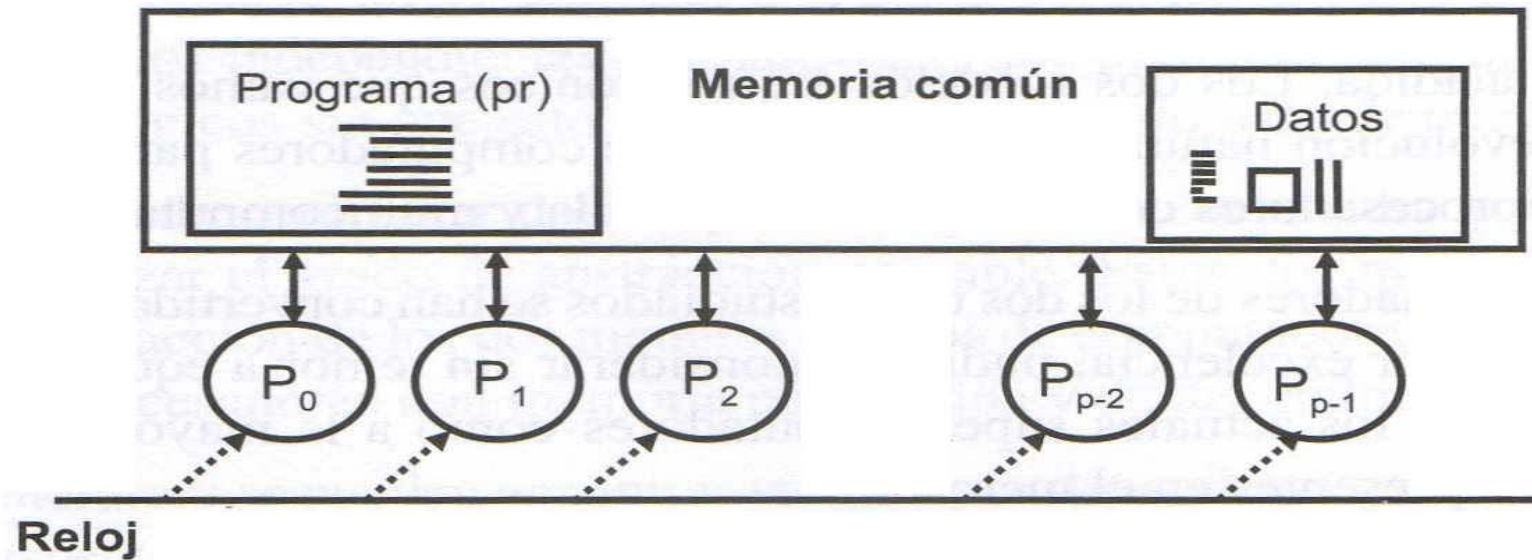 Programa (pr)
Memoria común
Datos
P0
P1
P2
Pp-2
Pp-1
Reloj